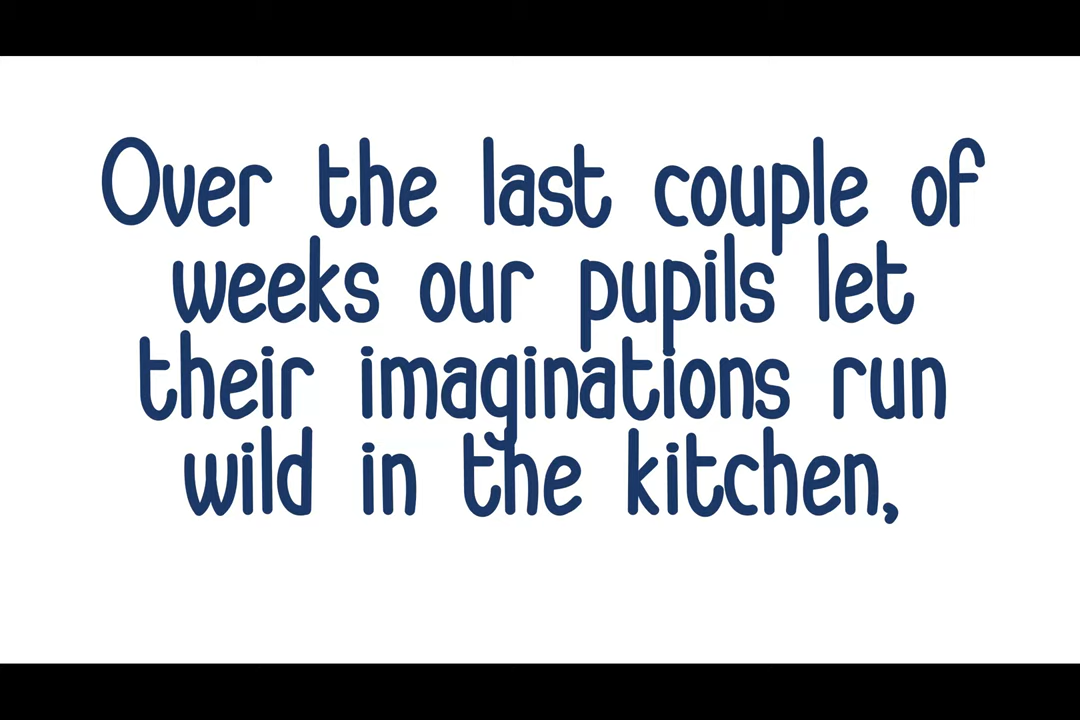 Over the last couple of
weeks our pupils let
their imaginations run
wild in the kitchen,